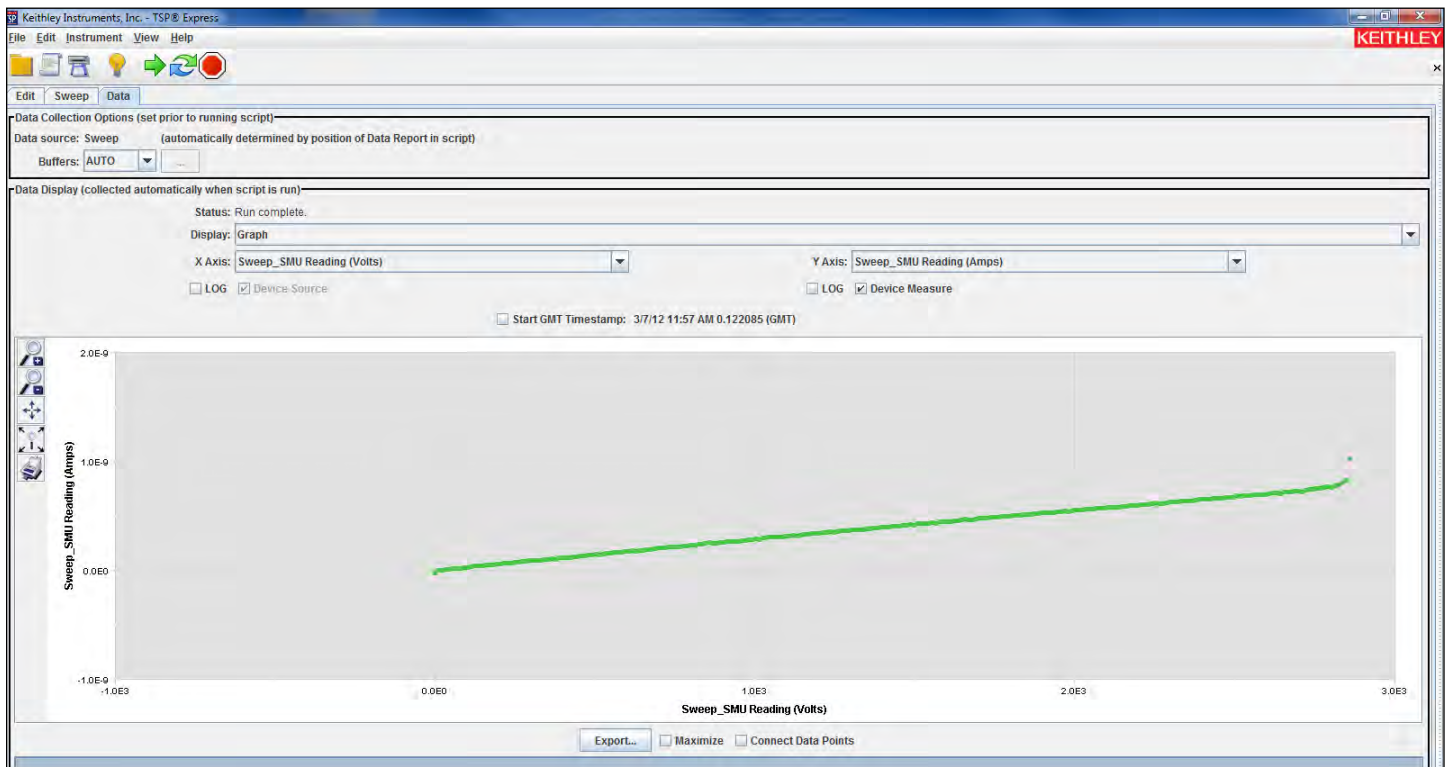 Keithley Instruments, Inc. - TSP® Express
File Edit Instrument View Help
KEITHLEY
Edit Sweep Data
Data Collection Options (set prior to running script)
Data source: Sweep (automatically determined by position of Data Report in script)
Buffers: AUTO ...
Data Display (collected automatically when script is run)
Status: Run complete.
Display: Graph
X Axis: Sweep_SMU Reading (Volts) Y Axis: Sweep_SMU Reading (Amps)
LOG Device Source LOG Device Measure
Start GMT Timestamp: 3/7/12 11:57 AM 0.122085 (GMT)
2.0E-9
1.0E-9
0.0E0
-1.0E-9
Sweep_SMU Reading (Amps)
-1.0E3 0.0E0 1.0E3 2.0E3 3.0E3
Sweep_SMU Reading (Volts)
Export... Maximize Connect Data Points